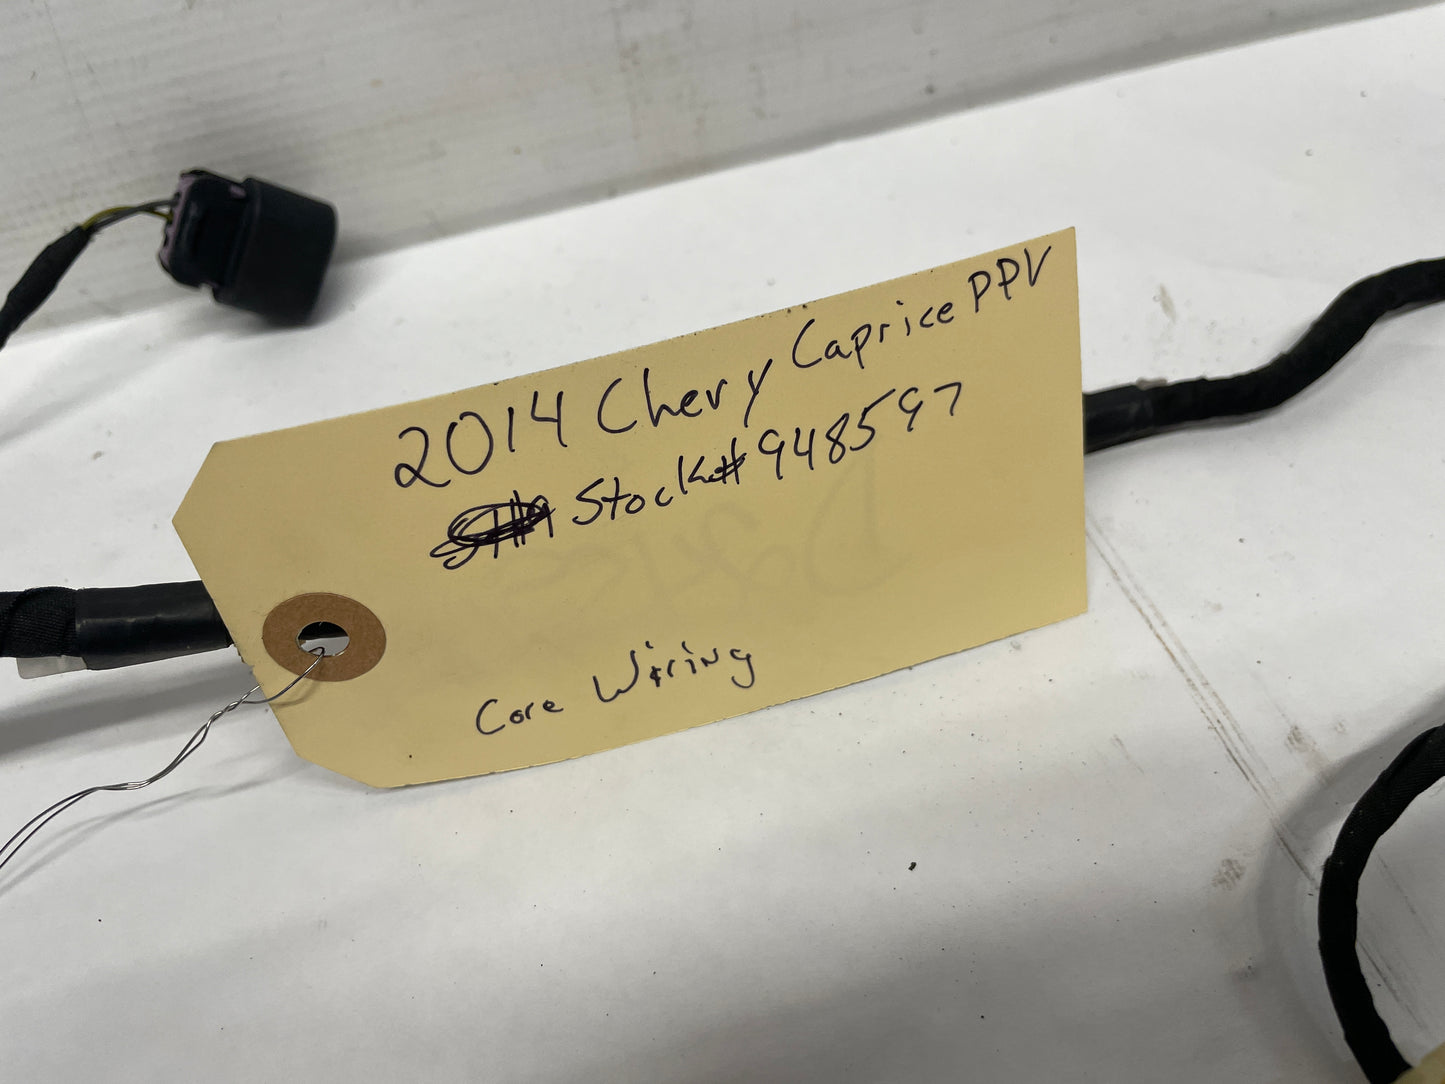 2014 Chevy Caprice PPV
Stock# 948597
Core Wiring